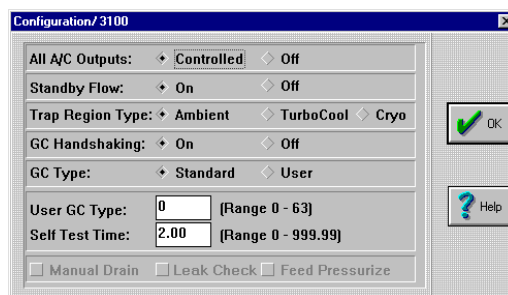 Configuration/ 3100
All A/C Outputs: Controlled Off
Standby Flow: On Off
Trap Region Type: Ambient TurboCool Cryo
GC Handshaking: On Off
GC Type: Standard User
User GC Type: 0 (Range 0 - 63)
Self Test Time: 2.00 (Range 0 - 999.99)
Manual Drain Leak Check Feed Pressurize
OK
Help